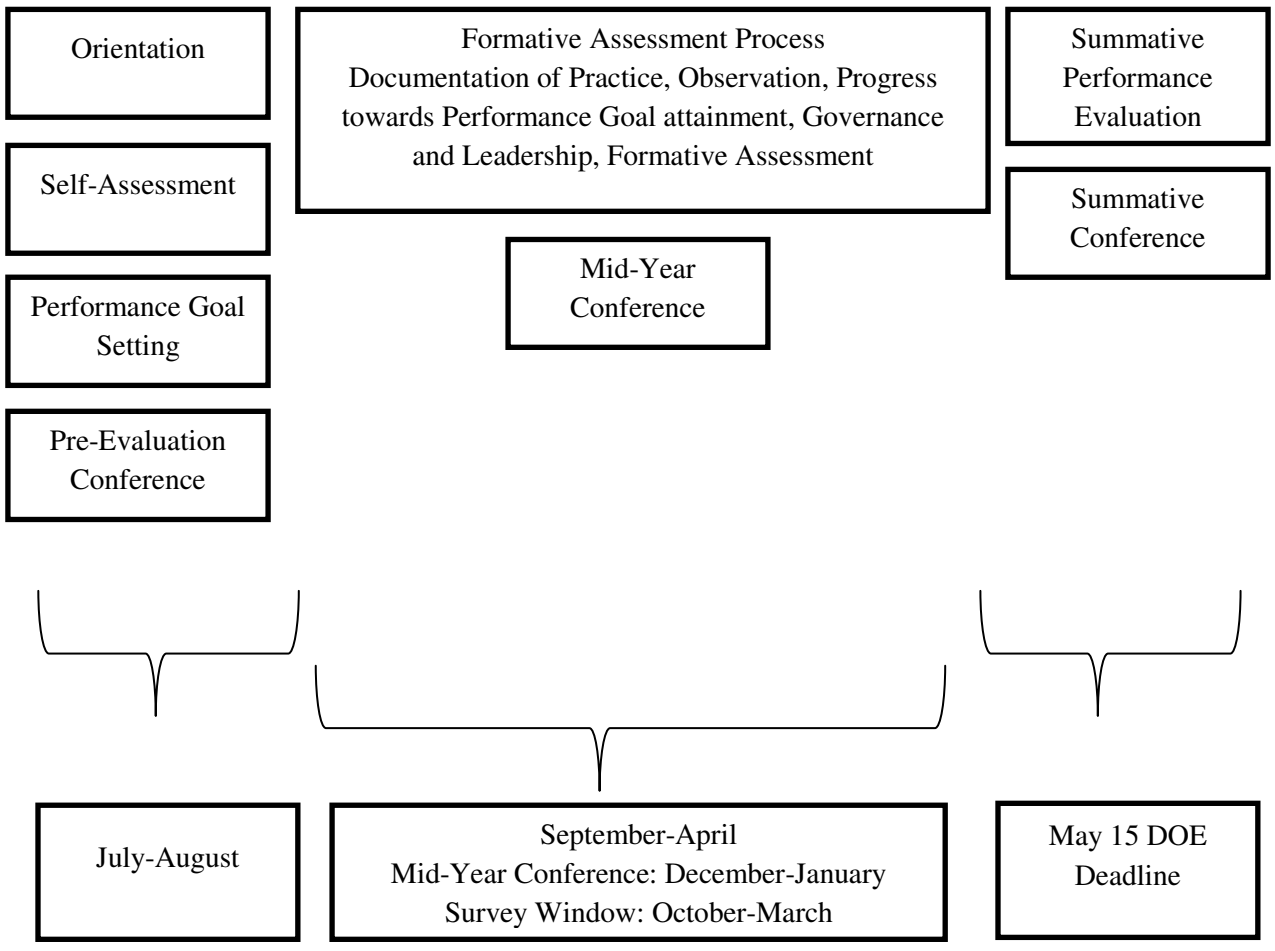 Orientation
Self-Assessment
Performance Goal
Setting
Pre-Evaluation
Conference
Formative Assessment Process
Documentation of Practice, Observation, Progress
towards Performance Goal attainment, Governance
and Leadership, Formative Assessment
Mid-Year
Conference
Summative
Performance
Evaluation
Summative
Conference
July-August
September-April
Mid-Year Conference: December-January
Survey Window: October-March
May 15 DOE
Deadline